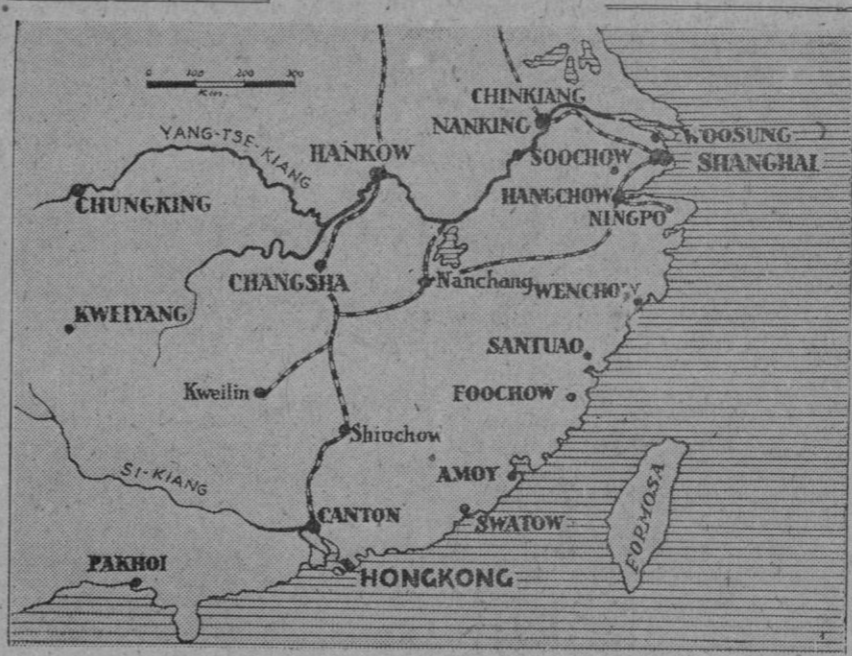 0 100 200 300
Km.
CHINKIANG
NANKING
YANG-TSE-KIANG
HANKOW
WOOSUNG
SOOCHOW
SHANGHAI
CHUNGKING
HANGCHOW
NINGPO
CHANGSHA
Nanchang
WENCHOW
KWEIYANG
SANTUAO
Kweilin
FOOCHOW
Shiuchow
SI-KIANG
AMOY
CANTON
SWATOW
FORMOSA
PAKHOI
HONGKONG